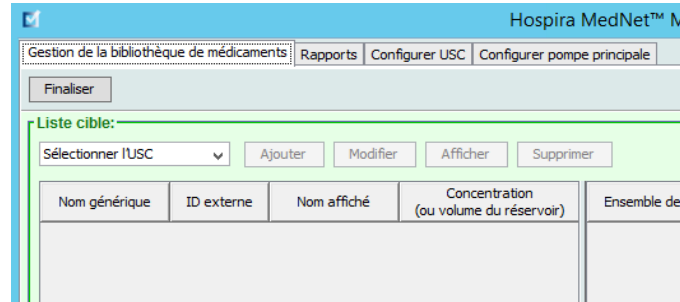 Hospira MedNet™ M
Gestion de la bibliothèque de médicaments Rapports Configurer USC Configurer pompe principale
Finaliser
Liste cible:
Sélectionner l'USC Ajouter Modifier Afficher Supprimer
Nom générique ID externe Nom affiché Concentration (ou volume du réservoir) Ensemble de